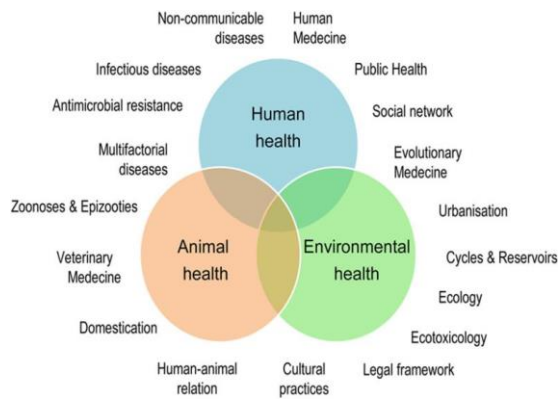 Non-communicable
diseases
Human
Medecine
Infectious diseases
Public Health
Antimicrobial resistance
Social network
Human
health
Multifactorial
diseases
Evolutionary
Medecine
Zoonoses & Epizooties
Urbanisation
Animal
health
Environmental
health
Veterinary
Medecine
Cycles & Reservoirs
Ecology
Domestication
Ecotoxicology
Human-animal
relation
Cultural
practices
Legal framework